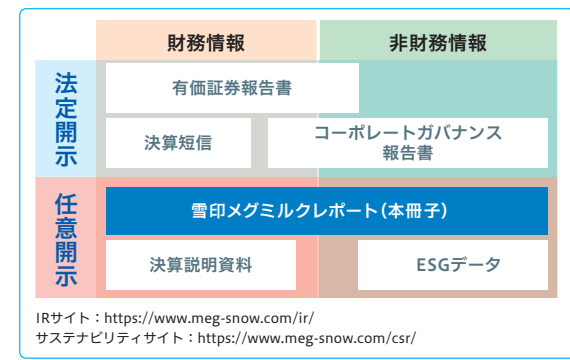 財務情報
非財務情報
法定開示
有価証券報告書
決算短信
コーポレートガバナンス
報告書
任意開示
雪印メグミルクレポート(本冊子)
決算説明資料
ESGデータ
IRサイト：https://www.meg-snow.com/ir/
サステナビリティサイト：https://www.meg-snow.com/csr/